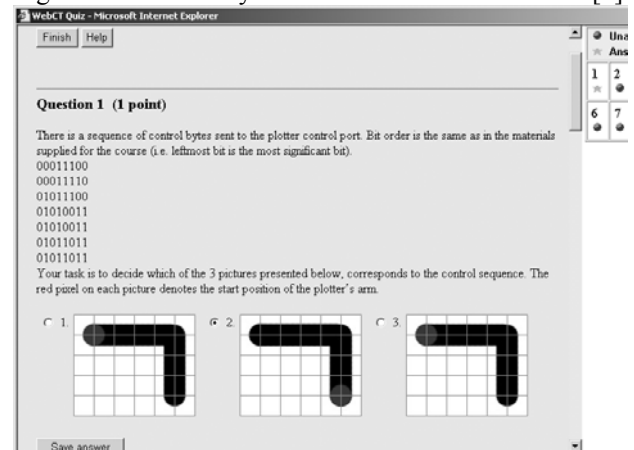 WebCT Quiz - Microsoft Internet Explorer
Finish Help
Una
Ans
1 2
6 7
Question 1 (1 point)
There is a sequence of control bytes sent to the plotter control port. Bit order is the same as in the materials
supplied for the course (i.e. leftmost bit is the most significant bit).
00011100
00011110
01011100
01010011
01010011
01011011
01011011
Your task is to decide which of the 3 pictures presented below, corresponds to the control sequence. The
red pixel on each picture denotes the start position of the plotter's arm.
1. 2. 3.
Save answer